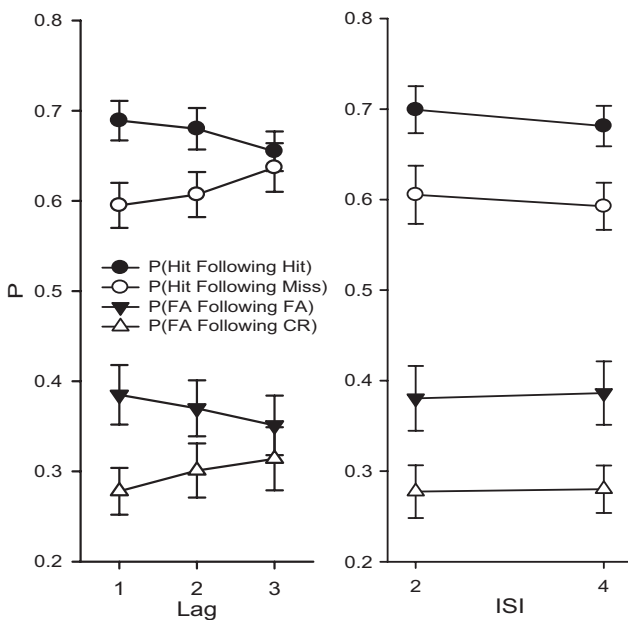 0.8
0.7
0.6
0.5
0.4
0.3
0.2
P
P(Hit Following Hit)
P(Hit Following Miss)
P(FA Following FA)
P(FA Following CR)
1 2 3
Lag
0.8
0.7
0.6
0.5
0.4
0.3
0.2
2 4
ISI